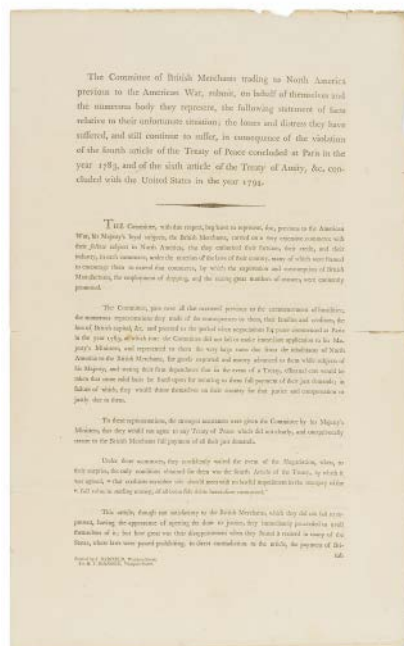 The Committee of British Merchants trading to North America
previous to the American War, submit, on behalf of themselves and
the numerous body they represent, the following statement of facts
relative to their unfortunate situation; the losses and distress they have
suffered, and still continue to suffer, in consequence of the violation
of the fourth article of the Treaty of Peace concluded at Paris in the
year 1783, and of the sixth article of the Treaty of Amity, &c. con-
cluded with the United States in the year 1794.
THE Committee, with due respect, beg leave to represent, that, previous to the American
War, his Majesty's loyal subjects, the British Merchants, carried on a very extensive commerce with
their fellow subjects in North America; that they embarked their fortunes, their credit, and their
industry, in such commerce, under the sanction of the laws of their country, many of which were framed
to encourage them to extend that commerce, by which the exportation and consumption of British
Manufactures, the employment of shipping, and the raising great numbers of seamen, were eminently
promoted.
The Committee, pass over all that occurred previous to the commencement of hostilities;
the numerous representations they made of the consequences to them, their families and creditors, the
loss of British capital, &c. and proceed to the period when negociations for peace commenced at Paris
in the year 1783, at which time the Committee did not fail to make immediate application to his Ma-
jesty's Ministers, and represented to them the very large sums due from the inhabitants of North
America to the British Merchants, for goods exported and monies advanced to them while subjects of
his Majesty, and stating their firm dependence that in the event of a Treaty, effectual care would be
taken that some solid basis be fixed upon for securing to them full payment of their just demands; in
failure of which, they would throw themselves on their country for that justice and compensation so
justly due to them.
To these representations, the strongest assurances were given the Committee by his Majesty's
Ministers, that they would not agree to any Treaty of Peace which did not clearly, and unequivocally
secure to the British Merchants full payment of all their just demands.
Under these assurances, they confidently waited the event of the Negociation, when, to
their surprize, the only condition obtained for them was the fourth Article of the Treaty, by which it
was agreed, " that creditors on either side should meet with no lawful impediment to the recovery of the
" full value in sterling money, of all bona fide debts heretofore contracted."
This article, though not satisfactory to the British Merchants, which they did not fail to re-
present, having the appearance of opening the door to justice, they immediately proceeded to avail
themselves of it; but how great was their disappointment when they found it resisted in many of the
States, where laws were passed prohibiting, in direct contradiction to the article, the payment of Bri-
tish